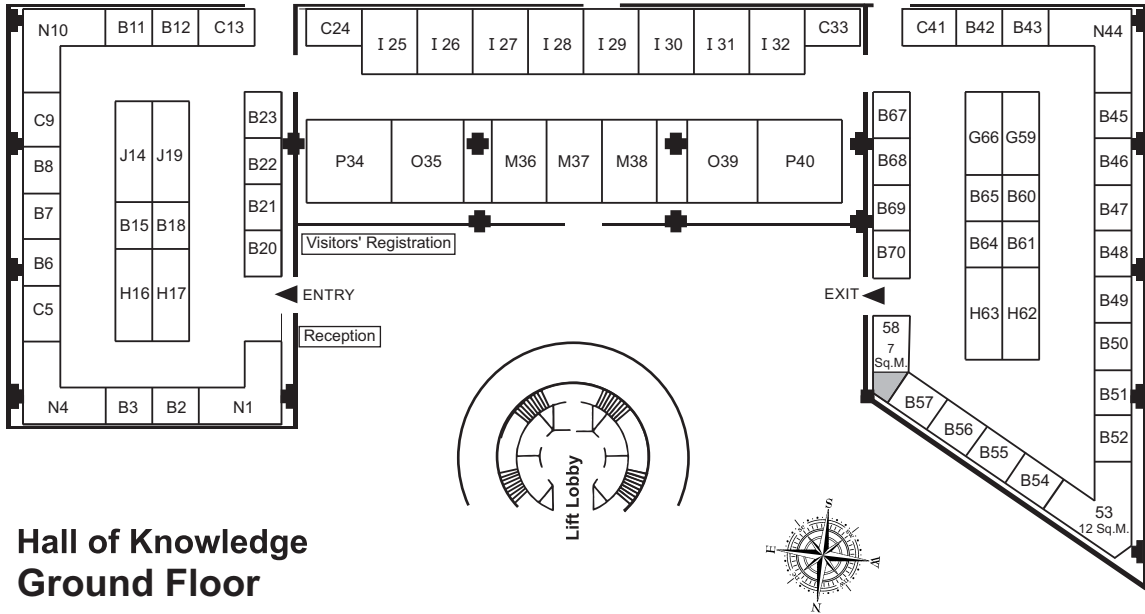 N10 B11 B12 C13 C24 I 25 I 26 I 27 I 28 I 29 I 30 I 31 I 32 C33 C41 B42 B43 N44
C9 B23 B67 B45
J14 J19 B22 P34 O35 M36 M37 M38 O39 P40 B68 G66 G59 B46
B8
B7 B21 B69 B65 B60 B47
B15 B18
B20 Visitors' Registration B70 B64 B61 B48
B6
H16 H17 ENTRY EXIT B49
C5 H63 H62
Reception 58
7
Sq.M.
B50
N4 B3 B2 N1 B57 B51
B56 B52
B55
B54
53
12 Sq.M.
Lift Lobby
S
E W
N
Hall of Knowledge
Ground Floor